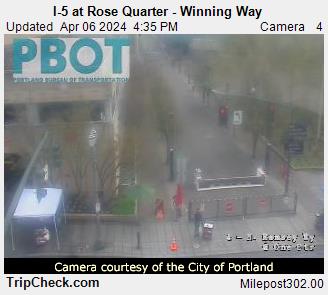 I-5 at Rose Quarter - Winning Way
Updated Apr 06 2024 4:35 PM Camera 4
PBOT
PORTLAND BUREAU OF TRANSPORTATION
Camera courtesy of the City of Portland
TripCheck.com Milepost302.00